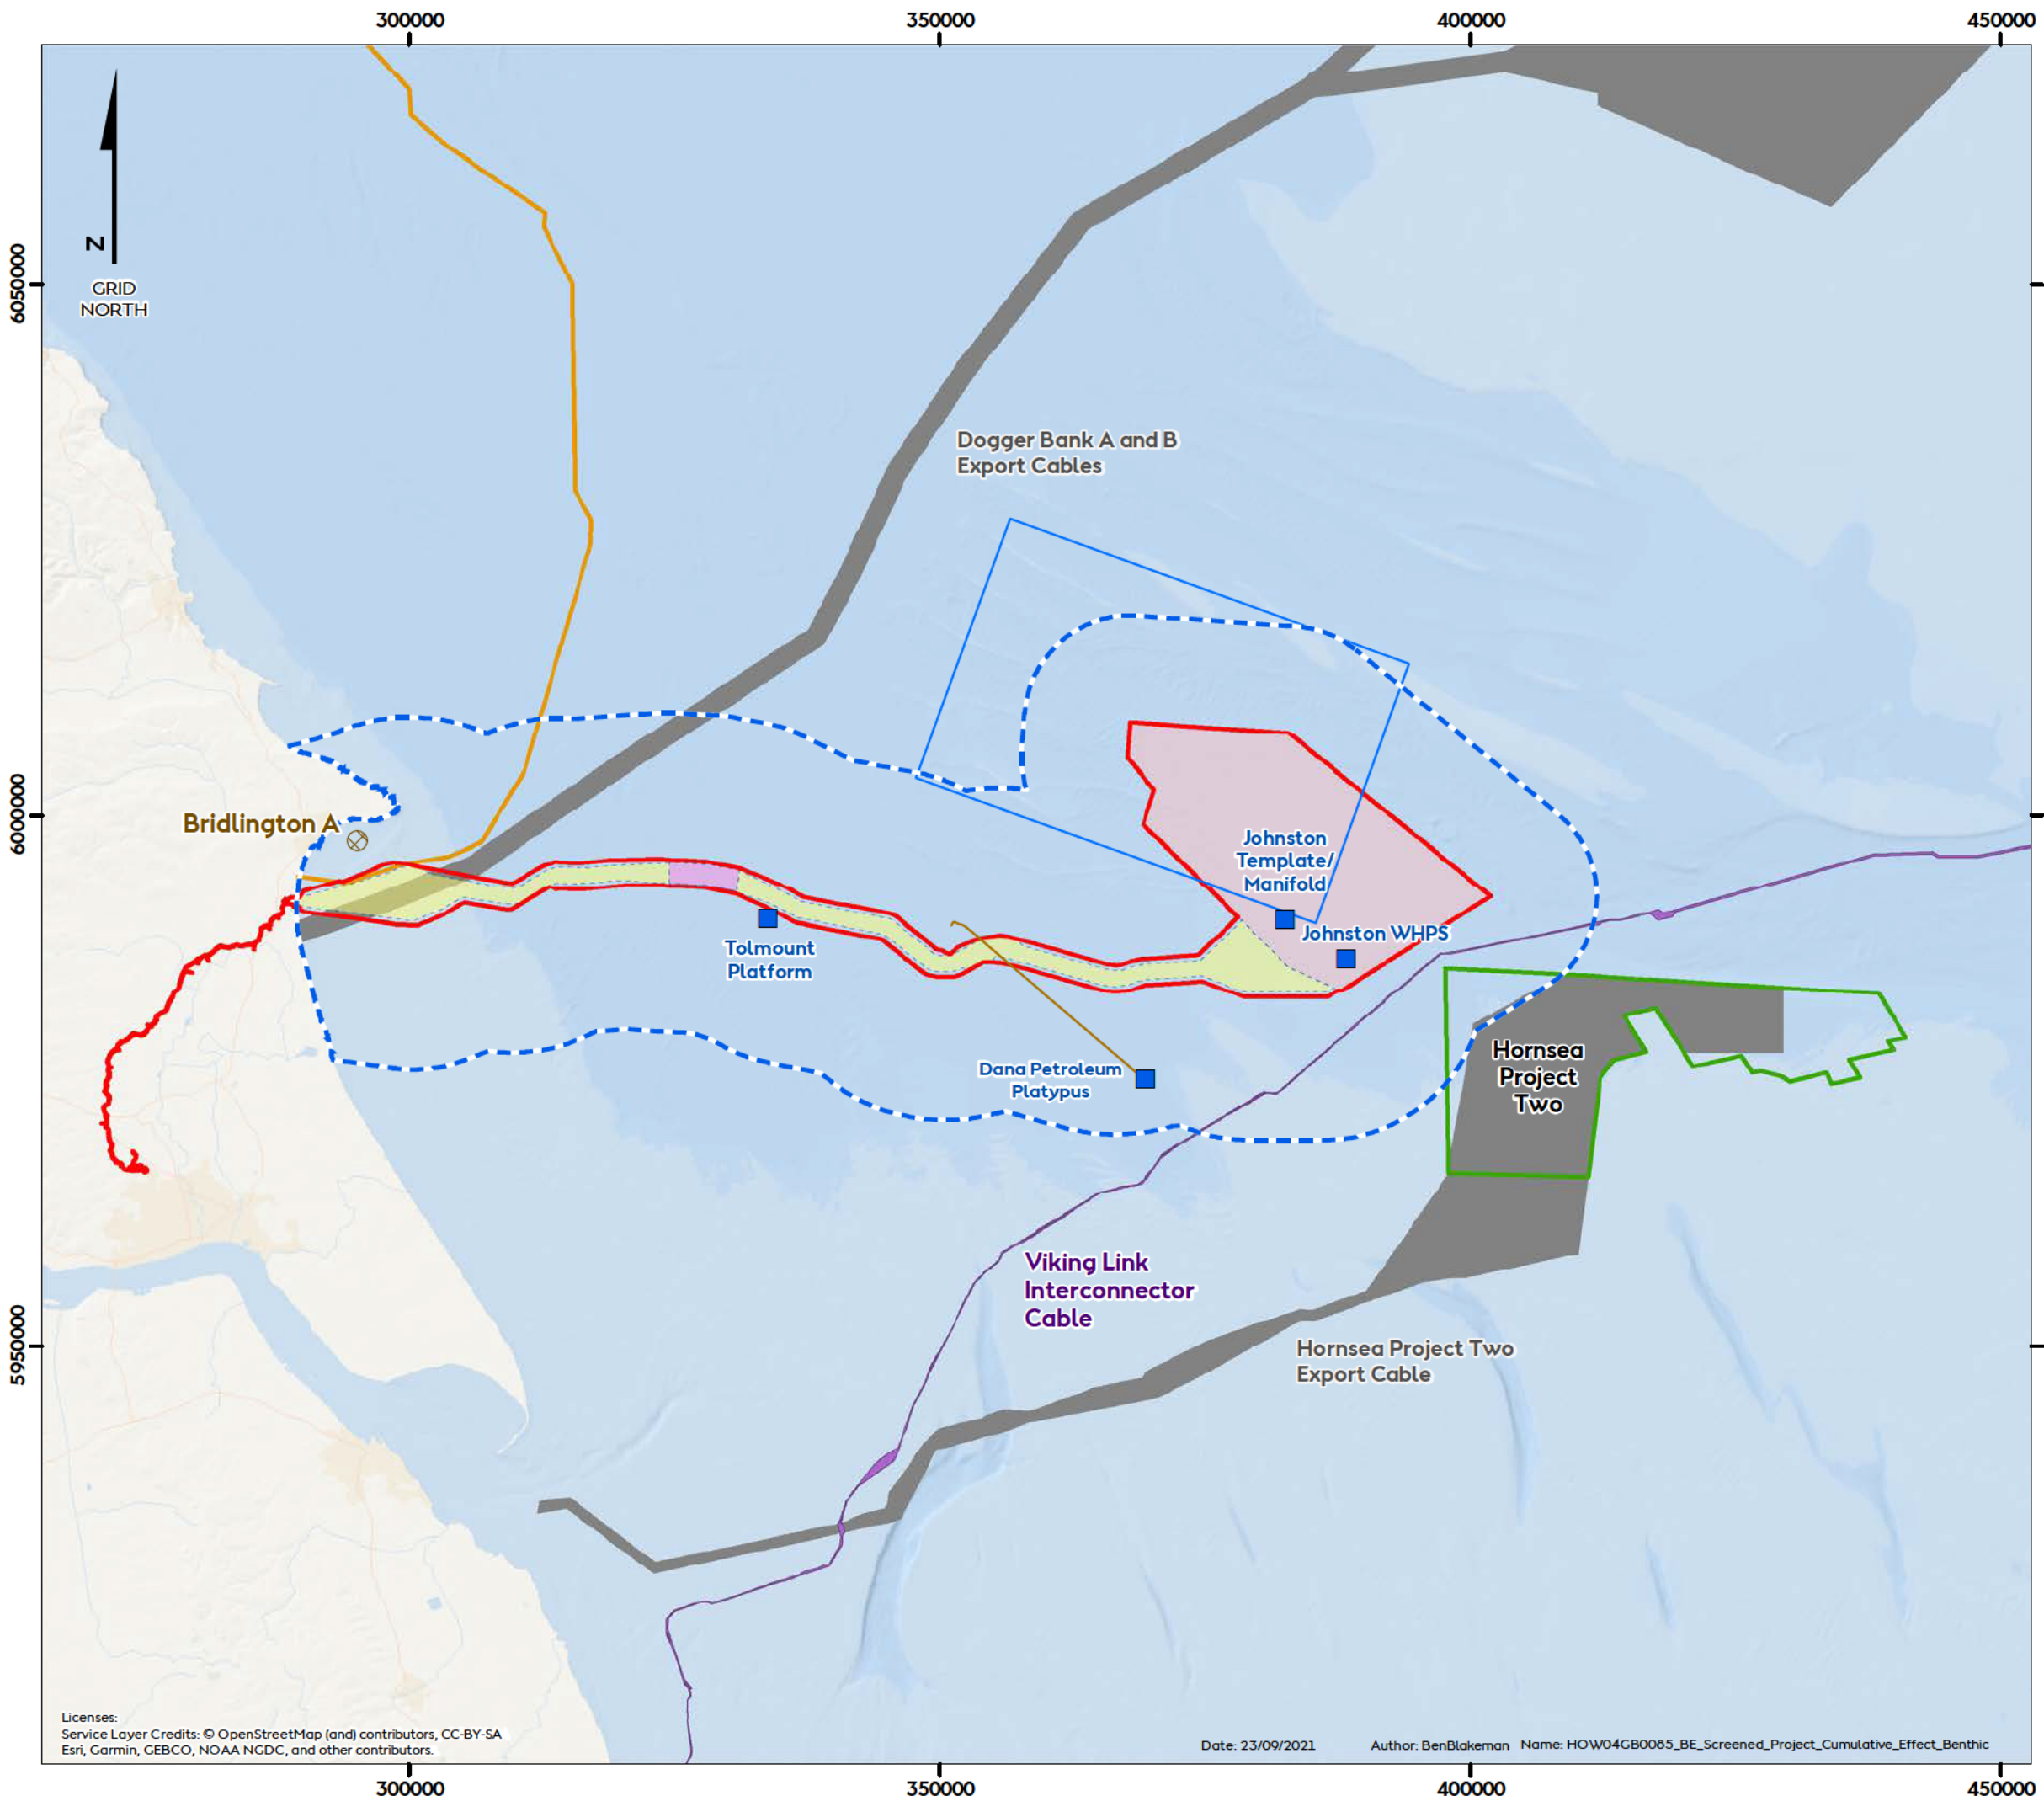 300000
350000
400000
450000
N
GRID
NORTH
6050000
Dogger Bank A and B
Export Cables
6000000
Bridlington A
Johnston
Template/
Manifold
Johnston WHPS
Tolmount
Platform
Dana Petroleum
Platypus
Hornsea
Project
Two
Viking Link
Interconnector
Cable
5950000
Hornsea Project Two
Export Cable
Licenses:
Service Layer Credits: © OpenStreetMap (and) contributors, CC-BY-SA
Esri, Garmin, GEBCO, NOAA NGDC, and other contributors.
Date: 23/09/2021
Author: BenBlakeman
Name: HOW04GB0085_BE_Screened_Project_Cumulative_Effect_Benthic
300000
350000
400000
450000